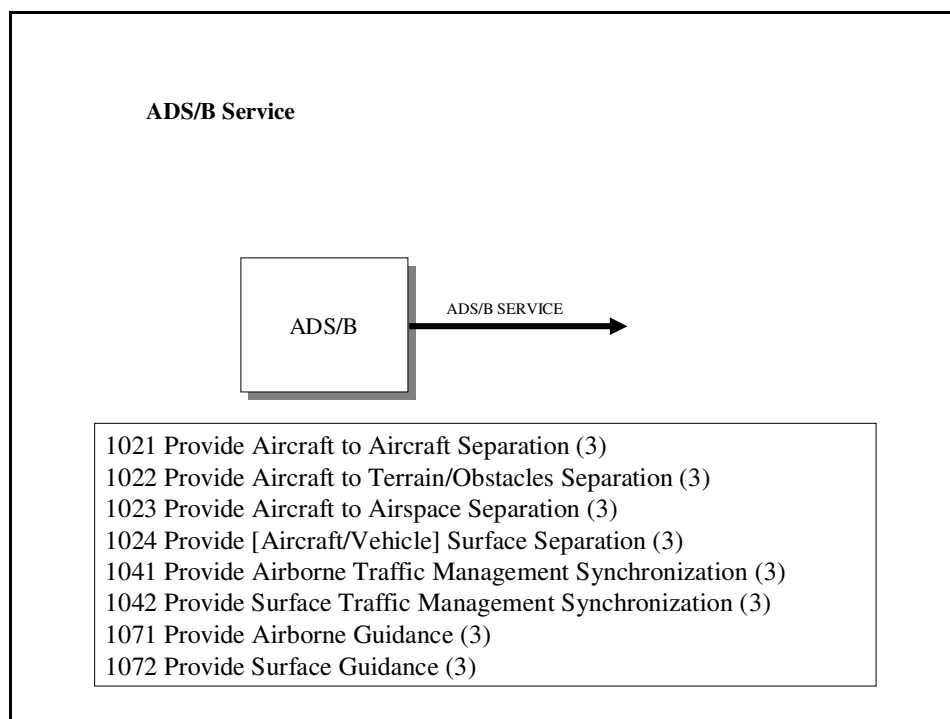 ADS/B Service
ADS/B SERVICE
ADS/B
1021 Provide Aircraft to Aircraft Separation (3)
1022 Provide Aircraft to Terrain/Obstacles Separation (3)
1023 Provide Aircraft to Airspace Separation (3)
1024 Provide [Aircraft/Vehicle] Surface Separation (3)
1041 Provide Airborne Traffic Management Synchronization (3)
1042 Provide Surface Traffic Management Synchronization (3)
1071 Provide Airborne Guidance (3)
1072 Provide Surface Guidance (3)